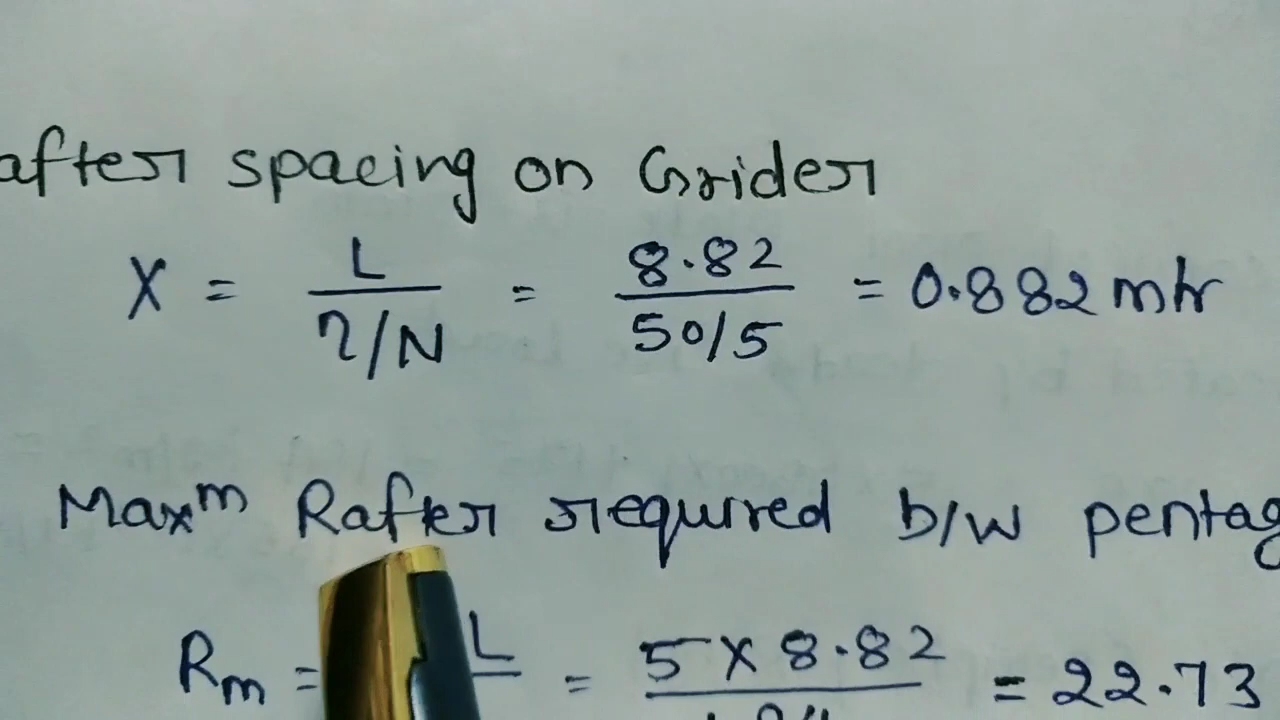 after spacing on Grider
X = L / η/N = 8.82 / 50/5 = 0.882 mtr
Maxᵐ Rafter required b/w pentag
Rm = L = 5 X 8.82 = 22.73